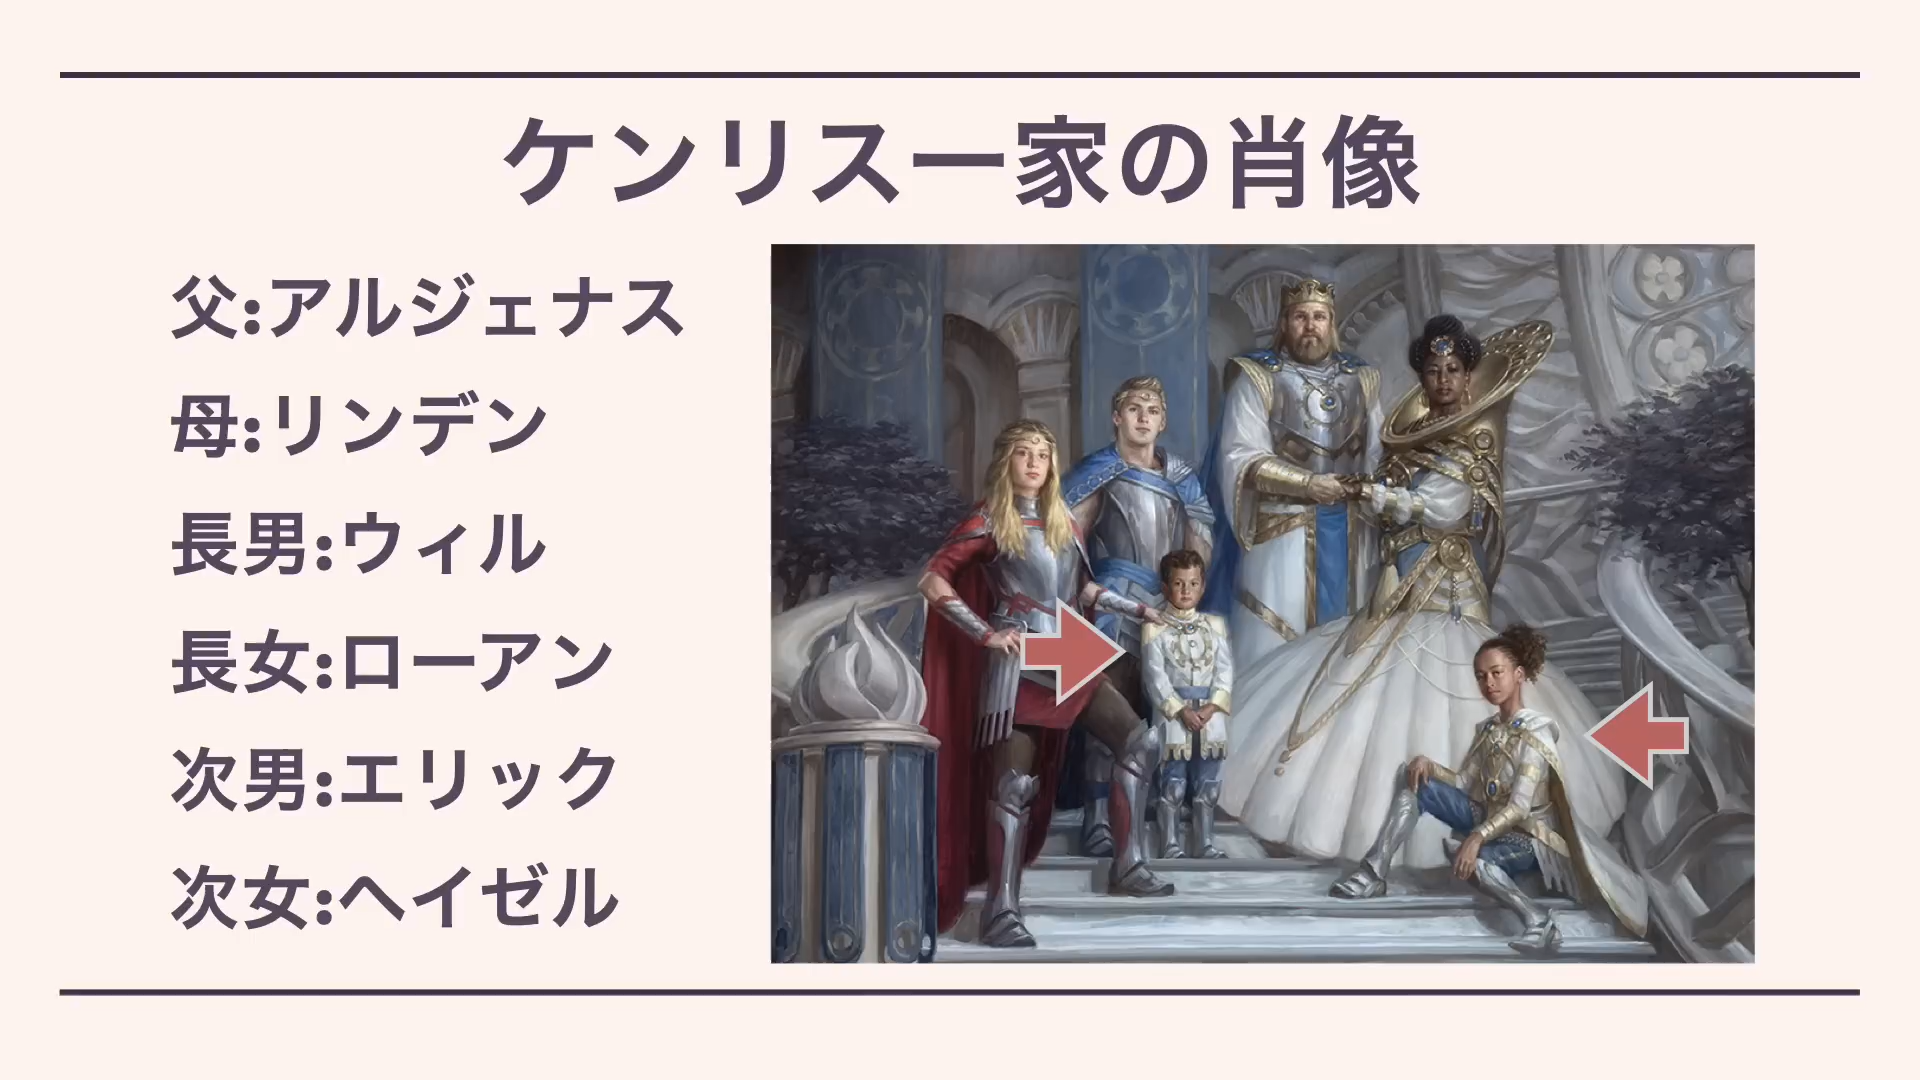 ケンリス一家の肖像
父:アルジェナス
母:リンデン
長男:ウィル
長女:ローアン
次男:エリック
次女:ヘイゼル